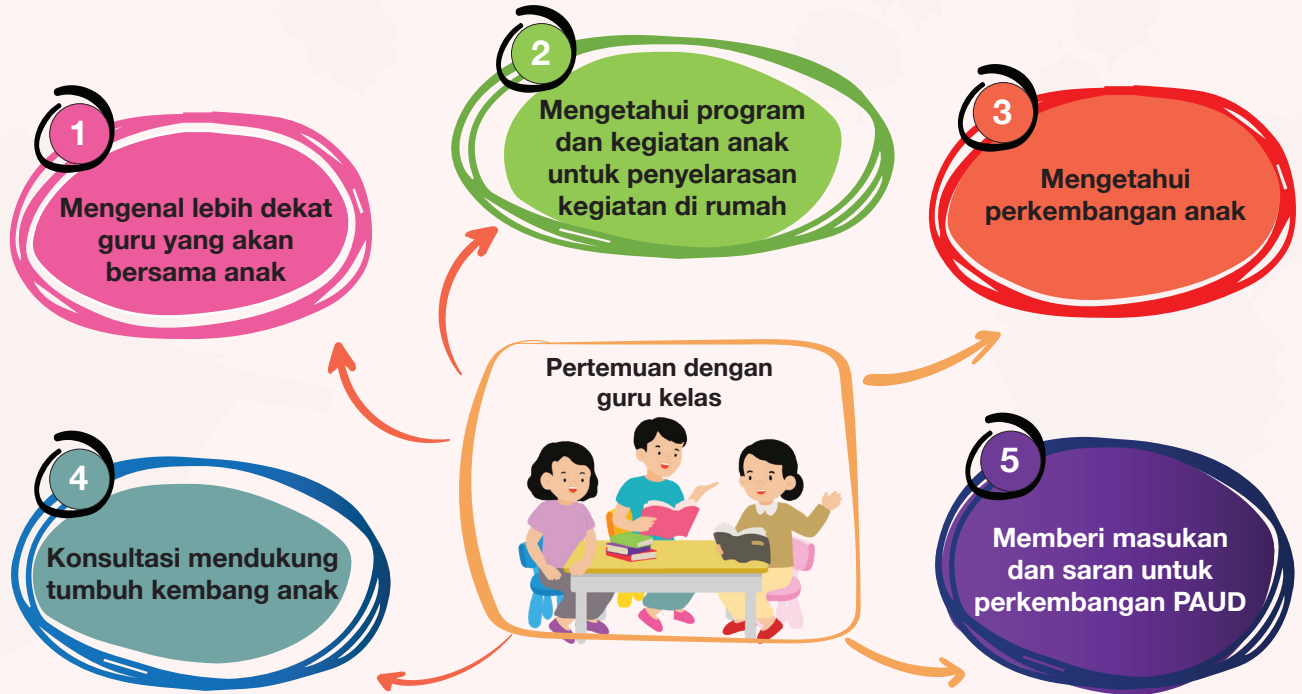 1
Mengenal lebih dekat
guru yang akan
bersama anak
2
Mengetahui program
dan kegiatan anak
untuk penyelarasan
kegiatan di rumah
3
Mengetahui
perkembangan anak
Pertemuan dengan
guru kelas
4
Konsultasi mendukung
tumbuh kembang anak
5
Memberi masukan
dan saran untuk
perkembangan PAUD